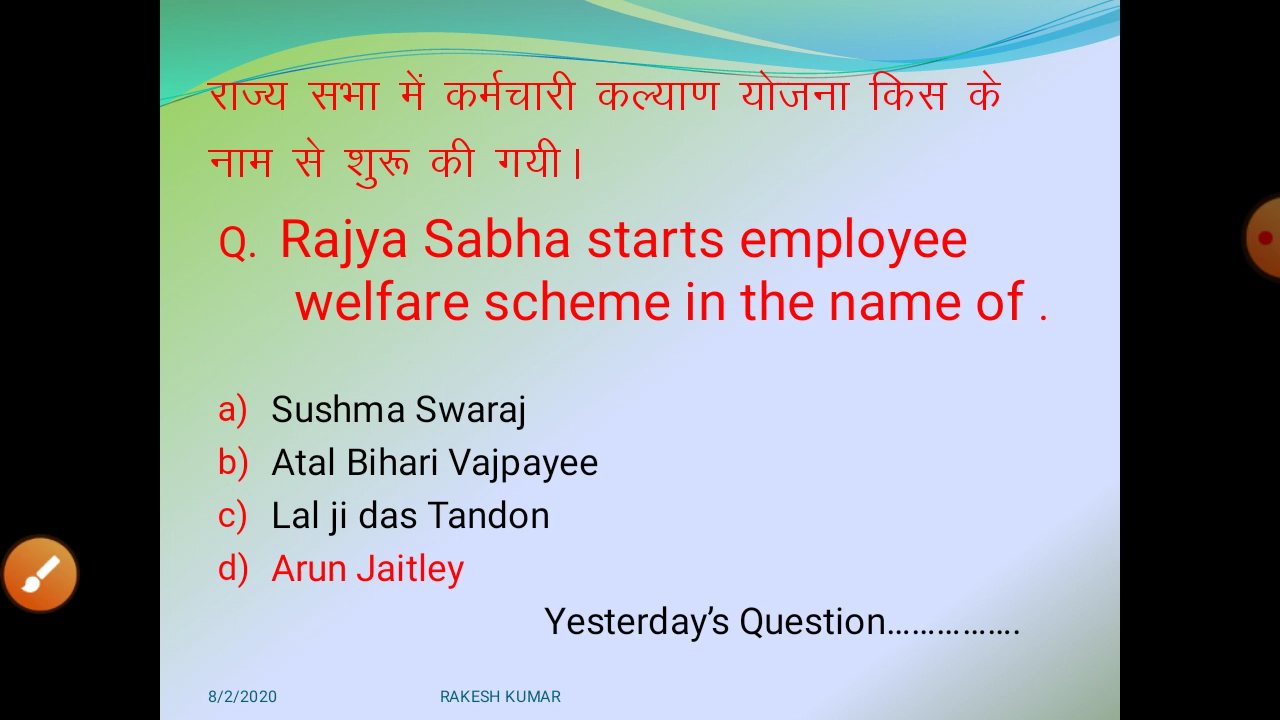 राज्य सभा में कर्मचारी कल्याण योजना किस के
नाम से शुरू की गयी।
Q. Rajya Sabha starts employee
welfare scheme in the name of .
a) Sushma Swaraj
b) Atal Bihari Vajpayee
c) Lal ji das Tandon
d) Arun Jaitley
Yesterday’s Question…………….
8/2/2020 RAKESH KUMAR